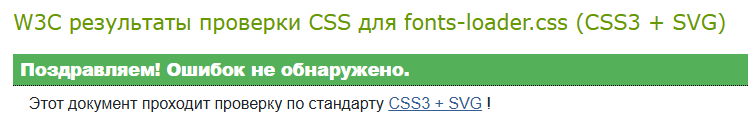 W3C результаты проверки CSS для fonts-loader.css (CSS3 + SVG)
Поздравляем! Ошибок не обнаружено.
Этот документ проходит проверку по стандарту CSS3 + SVG !